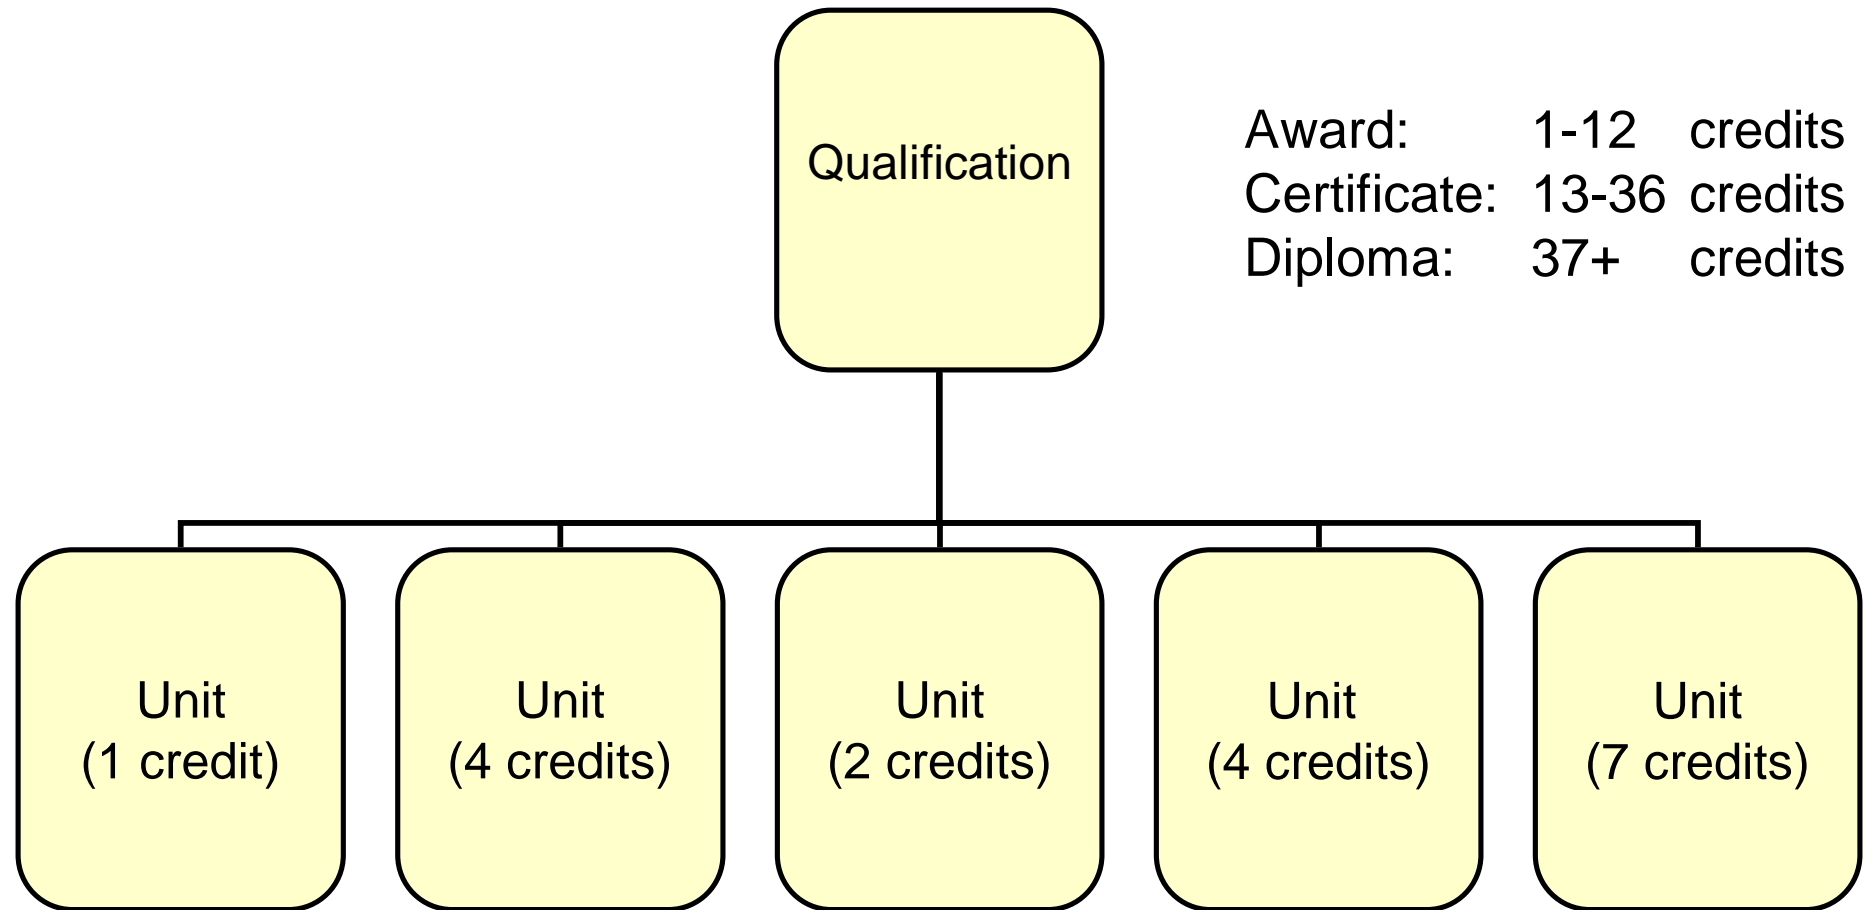 Qualification
Award: 1-12 credits
Certificate: 13-36 credits
Diploma: 37+ credits
Unit
(1 credit)
Unit
(4 credits)
Unit
(2 credits)
Unit
(4 credits)
Unit
(7 credits)